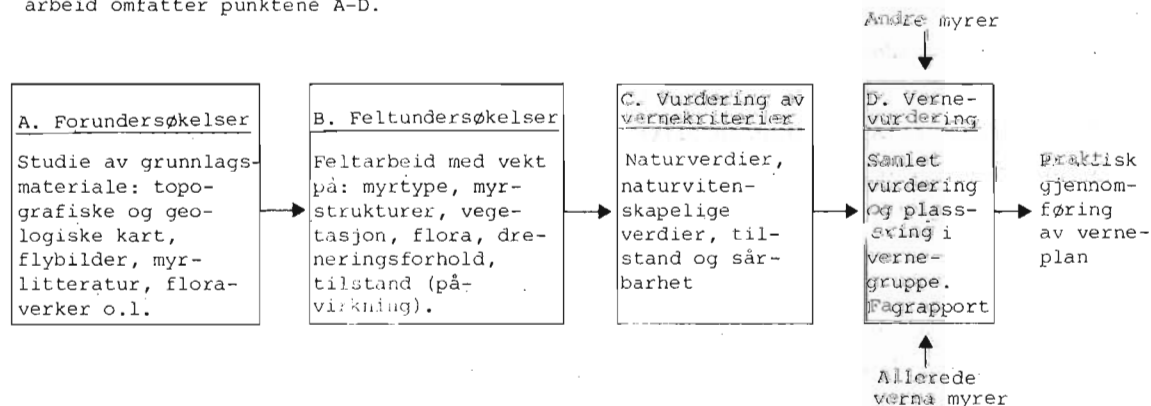 arbeid omfatter punktene A-D.
Andre myrer
A. Forundersøkelser
Studie av grunnlags-
materiale: topo-
grafiske og geo-
logiske kart,
flybilder, myr-
litteratur, flora-
verker o.l.
B. Feltundersøkelser
Feltarbeid med vekt
på: myrtype, myr-
strukturer, vege-
tasjon, flora, dre-
neringsforhold,
tilstand (på-
virkning).
C. Vurdering av
vernekriterier
Naturverdier,
naturviten-
skapelige
verdier, til-
stand og sår-
barhet
D. Verne-
vurdering
Samlet
vurdering
og plass-
ering i
verne-
gruppe.
Fagrapport
Praktisk
gjennom-
føring
av verne-
plan
Allerede
verna myrer